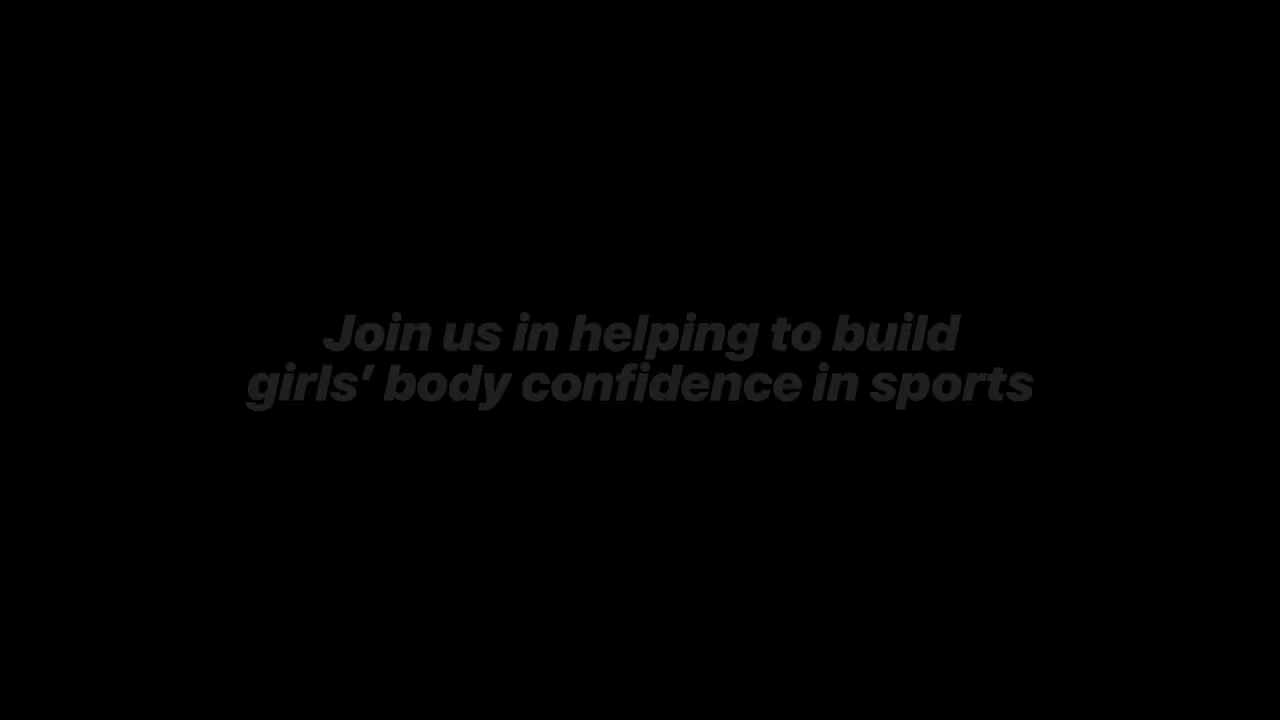 Join us in helping to build
girls’ body confidence in sports